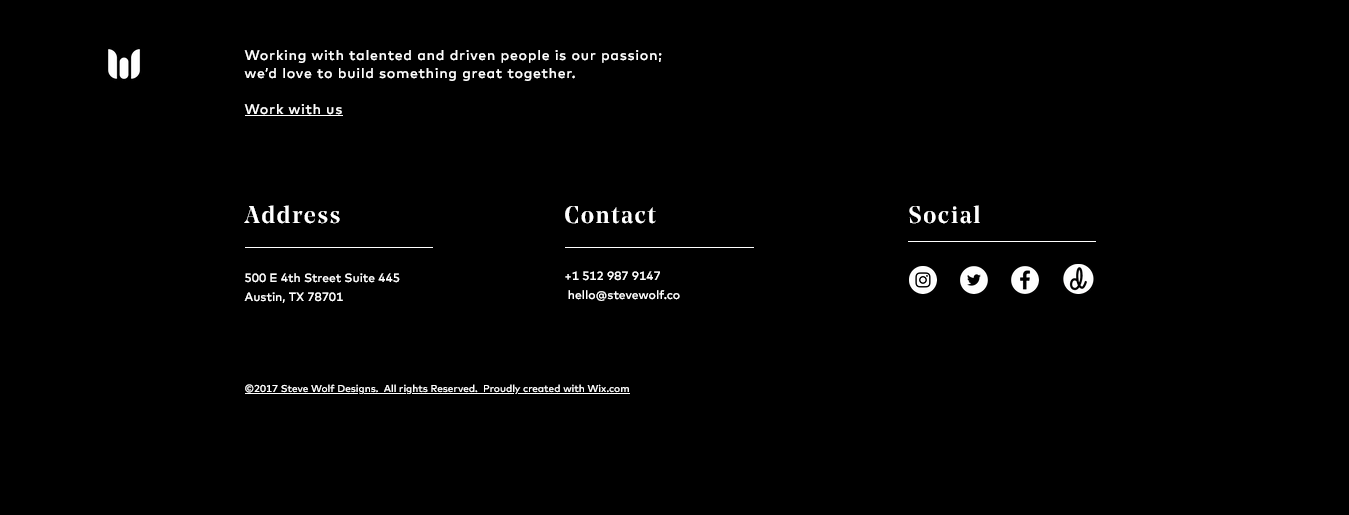 Working with talented and driven people is our passion;
we’d love to build something great together.
Work with us
Address
500 E 4th Street Suite 445
Austin, TX 78701
Contact
+1 512 987 9147
hello@stevewolf.co
Social
©2017 Steve Wolf Designs.  All rights Reserved.  Proudly created with Wix.com